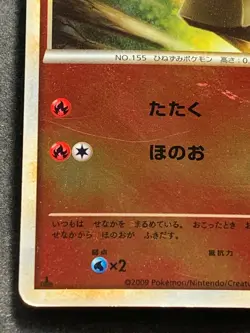 NO.155 ひねずみポケモン 高さ:0.
たたく
ほのお
いつもは せなかを まるめている。おこったとき
せなかから ほのおが ふきだす。
弱点 抵抗力
×2
©2009 Pokémon/Nintendo/Creat